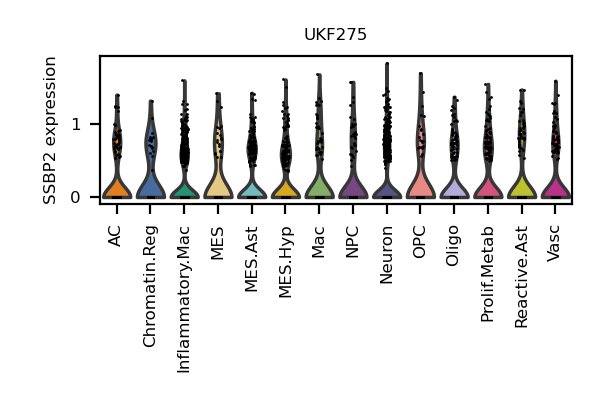 UKF275
SSBP2 expression
1
0
AC
Chromatin.Reg
Inflammatory.Mac
MES
MES.Ast
MES.Hyp
Mac
NPC
Neuron
OPC
Oligo
Prolif.Metab
Reactive.Ast
Vasc